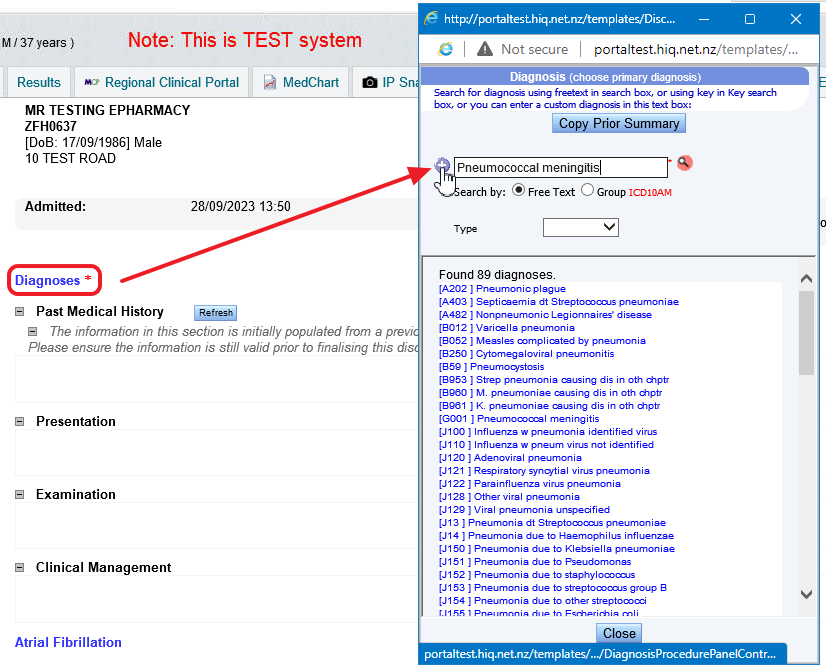 M / 37 years )
Note: This is TEST system
Results
MCP Regional Clinical Portal
MedChart
IP Sna
MR TESTING EPHARMACY
ZFH0637
[DoB: 17/09/1986] Male
10 TEST ROAD
Admitted: 28/09/2023 13:50
Diagnoses *
Past Medical History Refresh
The information in this section is initially populated from a previo
Please ensure the information is still valid prior to finalising this disc
Presentation
Examination
Clinical Management
Atrial Fibrillation
http://portaltest.hiq.net.nz/templates/Disc...
Not secure portaltest.hiq.net.nz/templates/...
Diagnosis (choose primary diagnosis)
Search for diagnosis using freetext in search box, or using key in Key search
box, or you can enter a custom diagnosis in this text box:
Copy Prior Summary
Pneumococcal meningitis *
Search by: Free Text Group ICD10AM
Type
Found 89 diagnoses.
[A202 ] Pneumonic plague
[A403 ] Septicaemia dt Streptococcus pneumoniae
[A482 ] Nonpneumonic Legionnaires' disease
[B012 ] Varicella pneumonia
[B052 ] Measles complicated by pneumonia
[B250 ] Cytomegaloviral pneumonitis
[B59 ] Pneumocystosis
[B953 ] Strep pneumonia causing dis in oth chptr
[B960 ] M. pneumoniae causing dis in oth chptr
[B961 ] K. pneumoniae causing dis in oth chptr
[G001 ] Pneumococcal meningitis
[J100 ] Influenza w pneumonia identified virus
[J110 ] Influenza w pneum virus not identified
[J120 ] Adenoviral pneumonia
[J121 ] Respiratory syncytial virus pneumonia
[J122 ] Parainfluenza virus pneumonia
[J128 ] Other viral pneumonia
[J129 ] Viral pneumonia unspecified
[J13 ] Pneumonia dt Streptococcus pneumoniae
[J14 ] Pneumonia due to Haemophilus influenzae
[J150 ] Pneumonia due to Klebsiella pneumoniae
[J151 ] Pneumonia due to Pseudomonas
[J152 ] Pneumonia due to staphylococcus
[J153 ] Pneumonia due to streptococcus group B
[J154 ] Pneumonia due to other streptococci
[J155 ] Pneumonia due to Escherichia coli
Close
portaltest.hiq.net.nz/templates/.../DiagnosisProcedurePanelContr...